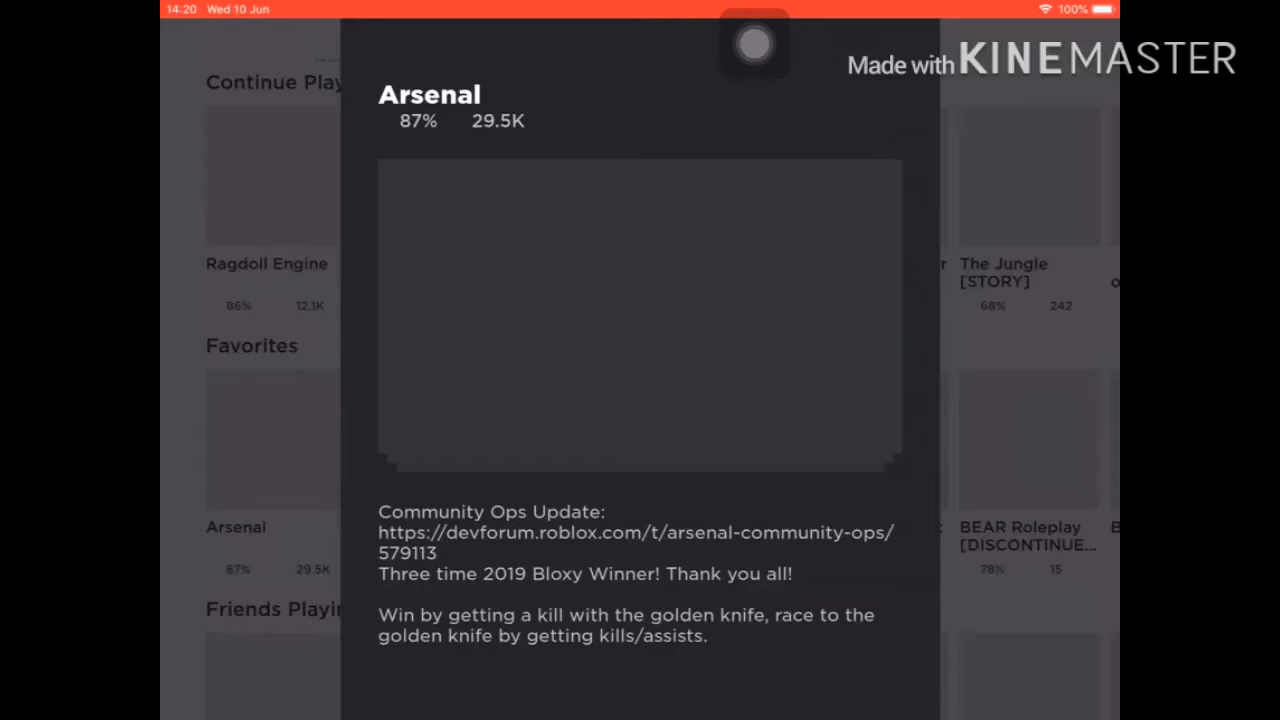 14:20 Wed 10 Jun
100%
Made with KINEMASTER
Continue Play
Arsenal
87% 29.5K
Ragdoll Engine
86% 12.1K
The Jungle
[STORY]
68% 242
Favorites
Arsenal
87% 29.5K
BEAR Roleplay
[DISCONTINUE...
78% 15
Community Ops Update:
https://devforum.roblox.com/t/arsenal-community-ops/
579113
Three time 2019 Bloxy Winner! Thank you all!
Win by getting a kill with the golden knife, race to the
golden knife by getting kills/assists.
Friends Playi